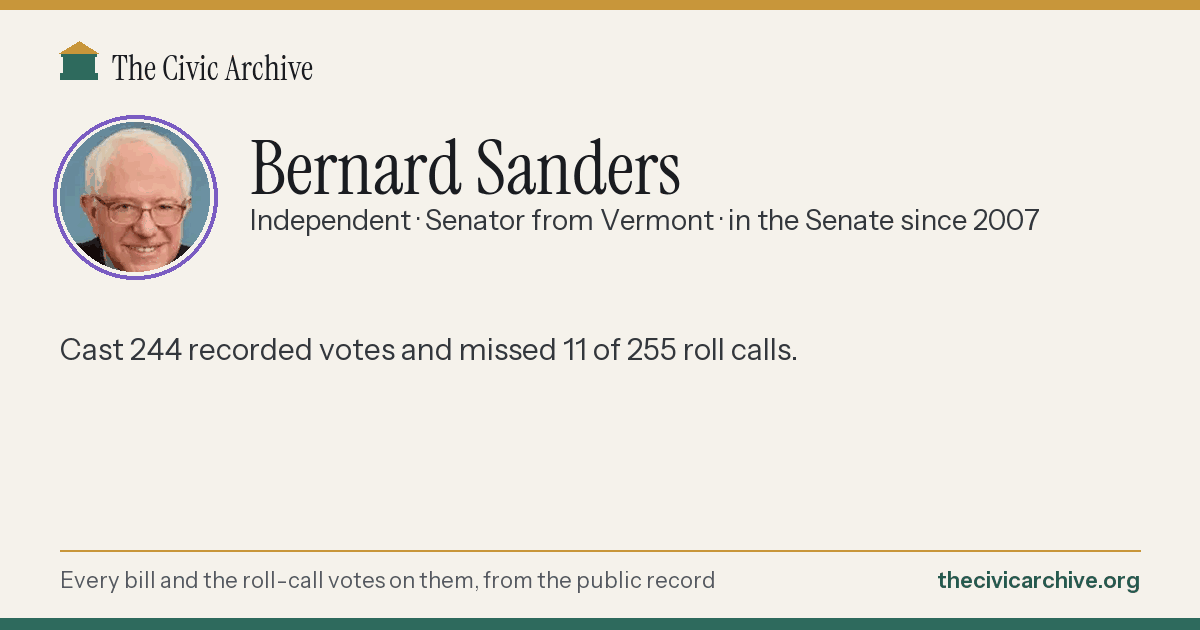 The Civic Archive
Bernard Sanders
Independent · Senator from Vermont · in the Senate since 2007
Cast 244 recorded votes and missed 11 of 255 roll calls.
Every bill and the roll-call votes on them, from the public record
thecivicarchive.org